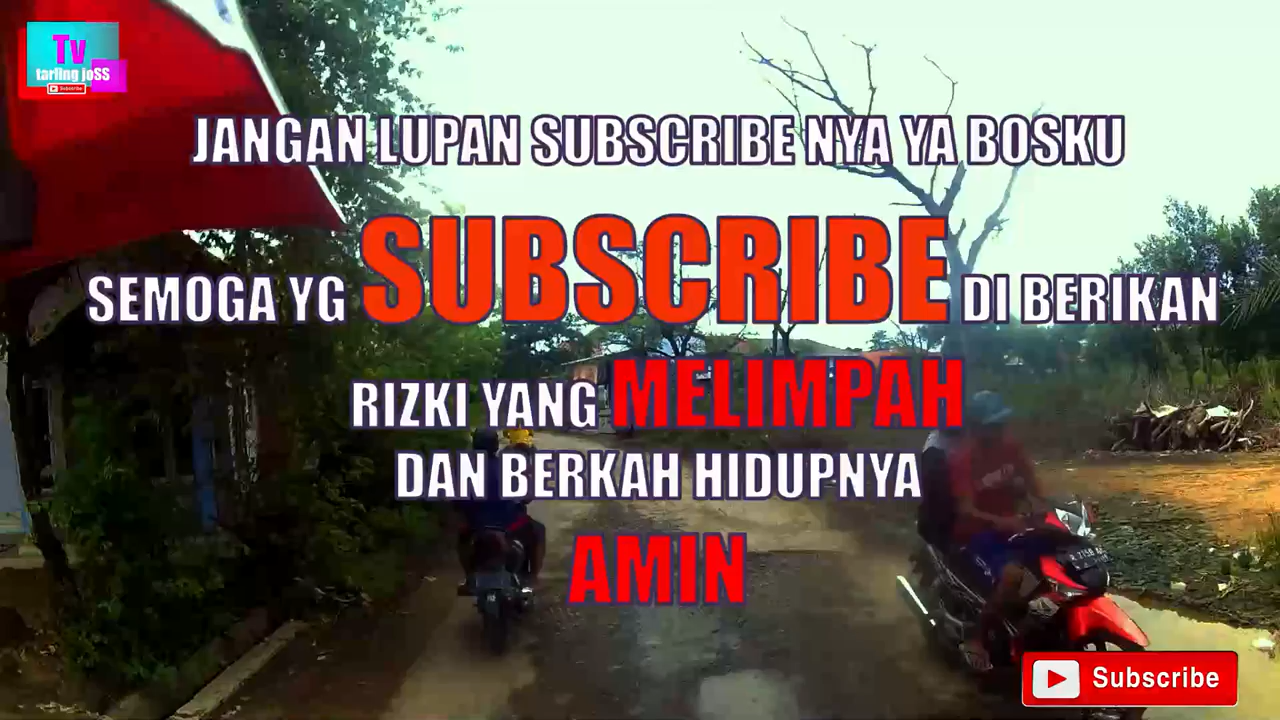 Tv
tarling joSS
Subscribe
JANGAN LUPAN SUBSCRIBE NYA YA BOSKU
SEMOGA YG SUBSCRIBE DI BERIKAN
RIZKI YANG MELIMPAH
DAN BERKAH HIDUPNYA
AMIN
Subscribe